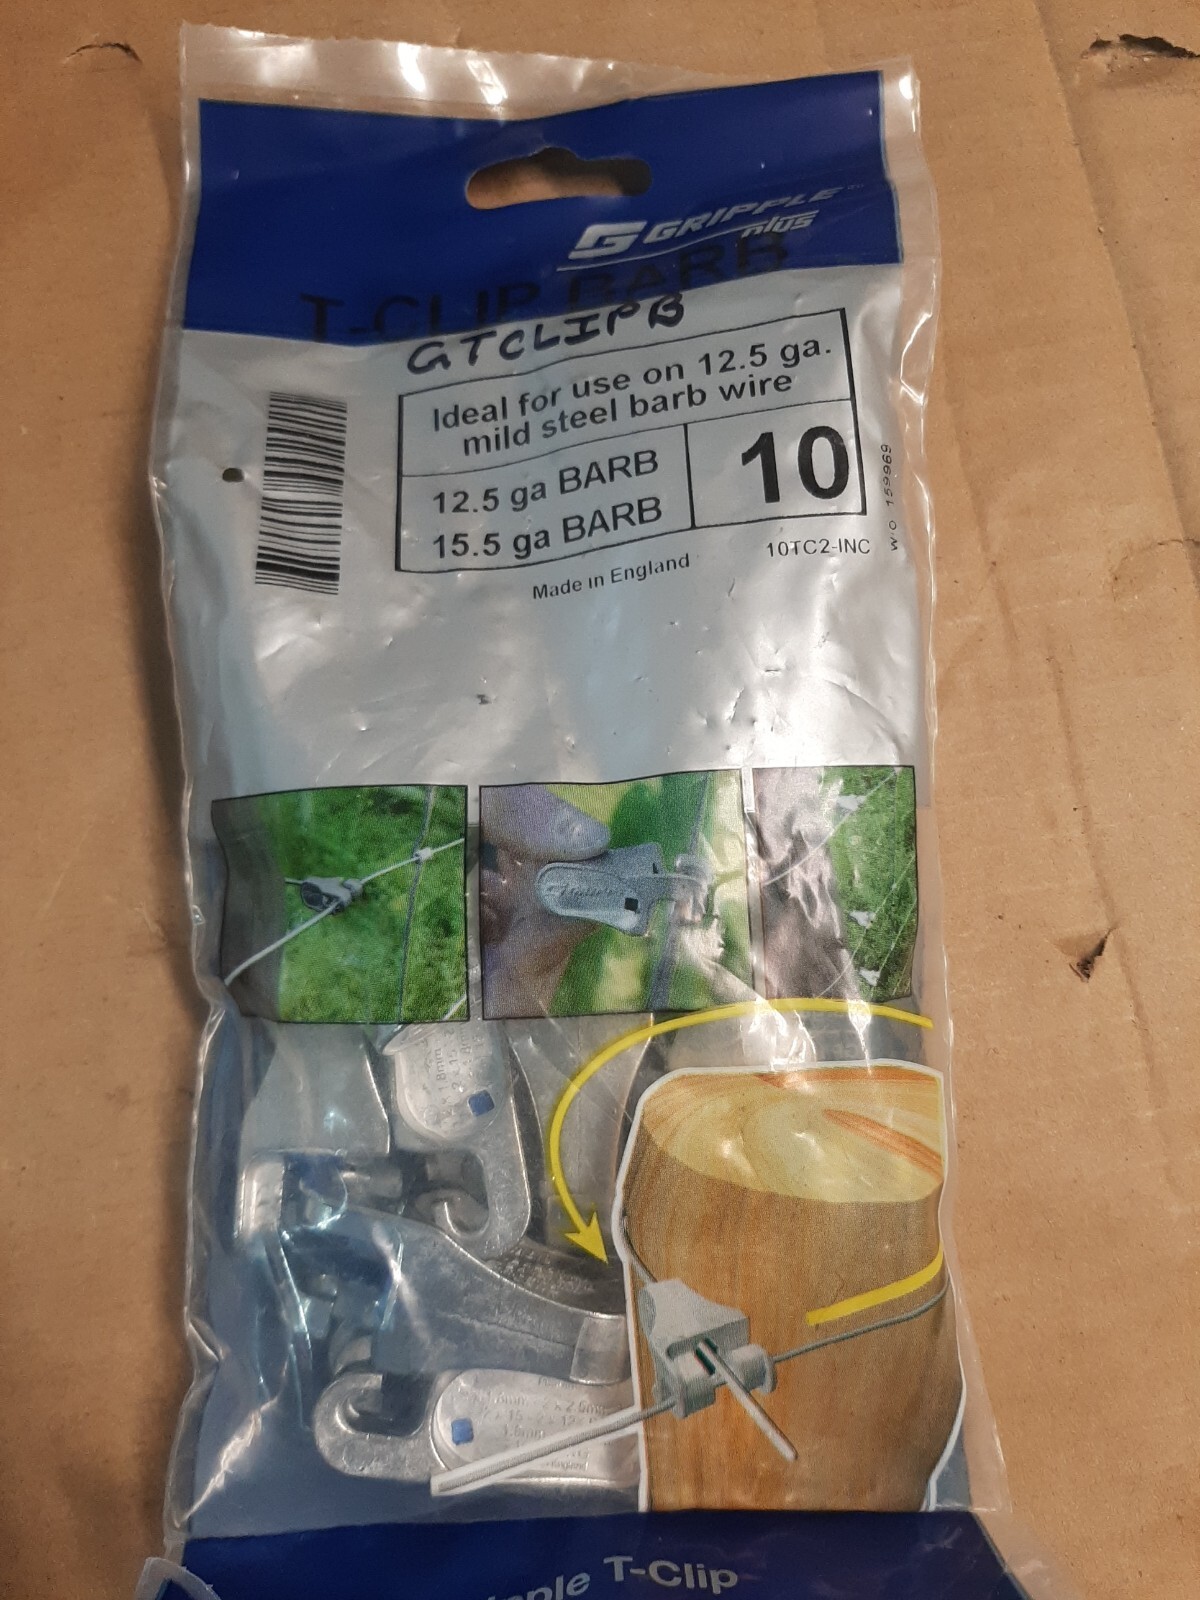 GRIPPLE
plus
T-CLIP BARB
GTCLIPB
Ideal for use on 12.5 ga.
mild steel barb wire
12.5 ga BARB
15.5 ga BARB
10
Made in England
10TC2-INC
w/o 159969
T-Clip